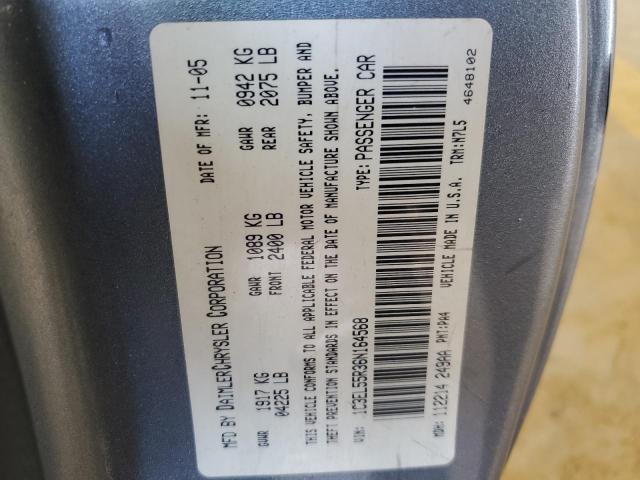 MFD BY DAIMLERCHRYSLER CORPORATION DATE OF MFR: 11-05
GVWR 1917 KG GAWR 1089 KG GAWR 0942 KG
04225 LB FRONT 2400 LB REAR 2075 LB
THIS VEHICLE CONFORMS TO ALL APPLICABLE FEDERAL MOTOR VEHICLE SAFETY, BUMPER AND
THEFT PREVENTION STANDARDS IN EFFECT ON THE DATE OF MANUFACTURE SHOWN ABOVE.
VIN: 1C3EL55R36N164568 TYPE: PASSENGER CAR
MDH: 112214 249AA PNT: PA4 VEHICLE MADE IN U.S.A. TRM: N7L5
4648102